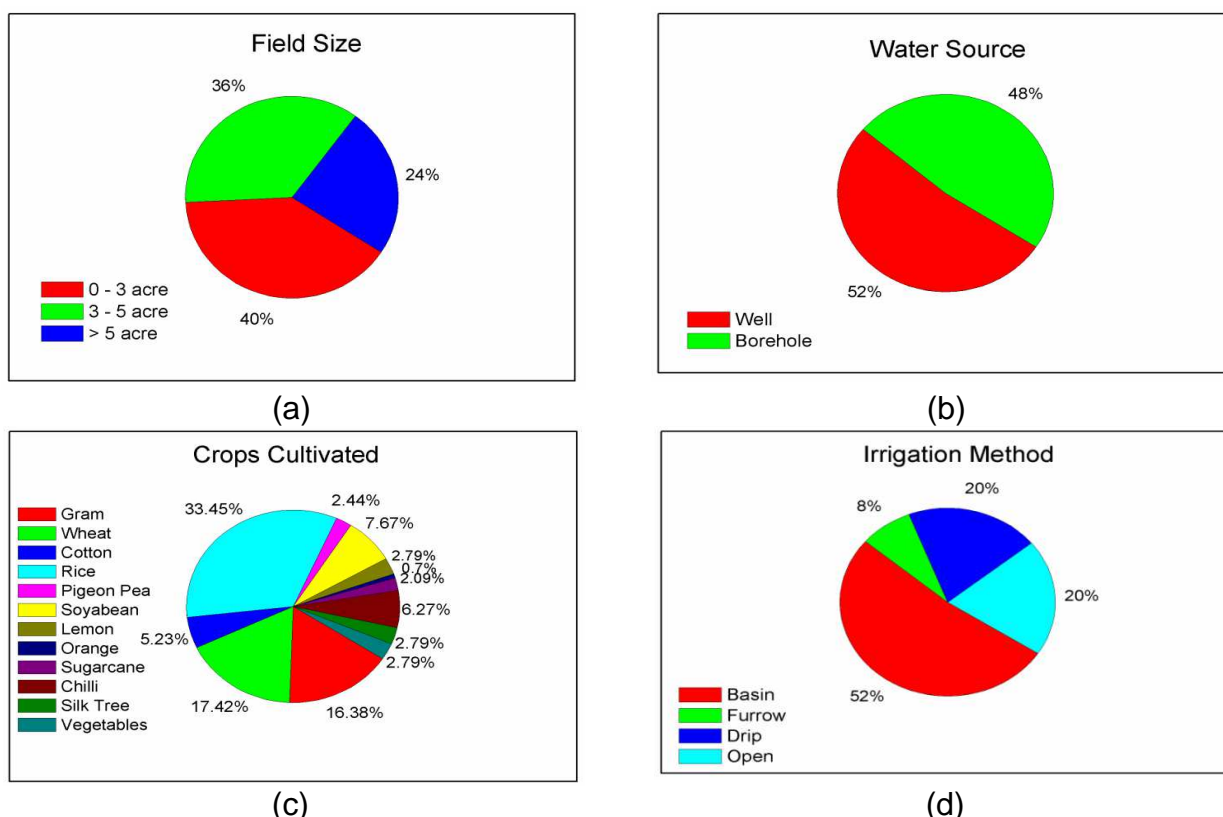 Field Size
36%
24%
40%
0 - 3 acre
3 - 5 acre
> 5 acre
(a)
Water Source
48%
52%
Well
Borehole
(b)
Crops Cultivated
33.45%
2.44%
7.67%
2.79%
0.7%
2.09%
6.27%
2.79%
2.79%
16.38%
17.42%
5.23%
Gram
Wheat
Cotton
Rice
Pigeon Pea
Soyabean
Lemon
Orange
Sugarcane
Chilli
Silk Tree
Vegetables
(c)
Irrigation Method
20%
8%
20%
52%
Basin
Furrow
Drip
Open
(d)